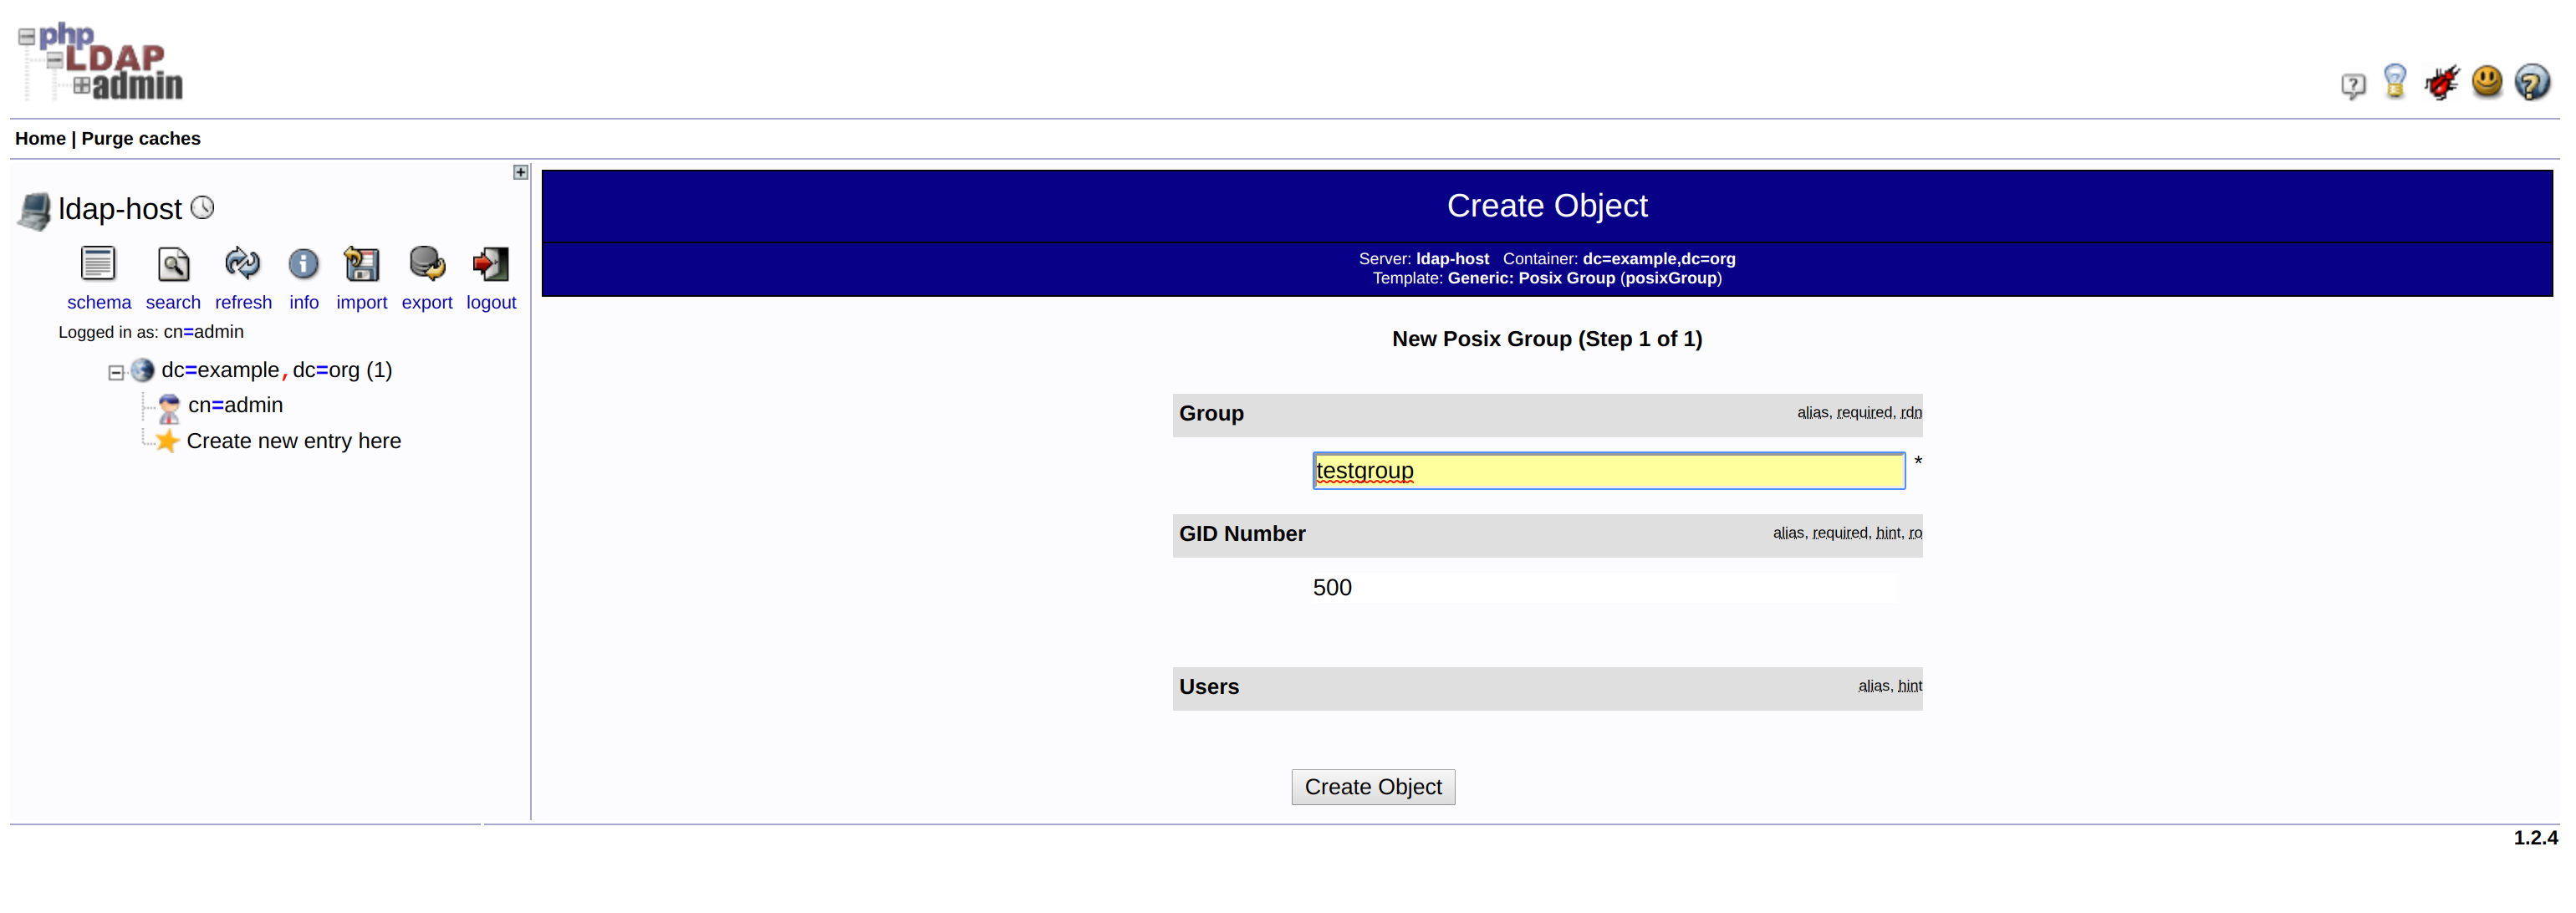 php
LDAP
admin
Home | Purge caches
ldap-host
schema search refresh info import export logout
Logged in as: cn=admin
dc=example,dc=org (1)
cn=admin
Create new entry here
Create Object
Server: ldap-host Container: dc=example,dc=org
Template: Generic: Posix Group (posixGroup)
New Posix Group (Step 1 of 1)
Group alias, required, rdn
testgroup *
GID Number alias, required, hint, ro
500
Users alias, hint
Create Object
1.2.4